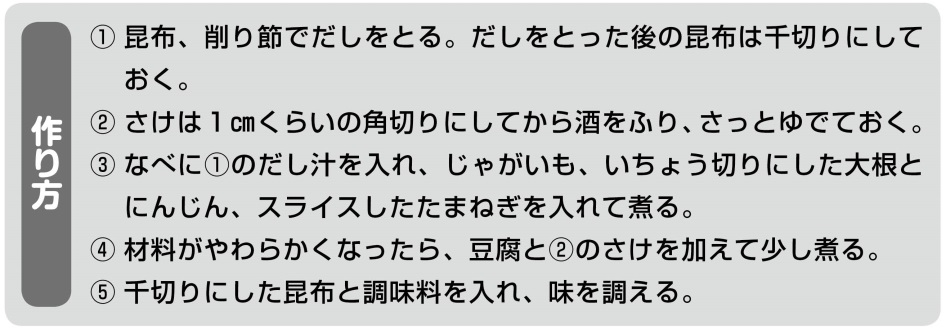 作り方
① 昆布、削り節でだしをとる。だしをとった後の昆布は千切りにして
おく。
② さけは1㎝くらいの角切りにしてから酒をふり、さっとゆでておく。
③ なべに①のだし汁を入れ、じゃがいも、いちょう切りにした大根と
にんじん、スライスしたたまねぎを入れて煮る。
④ 材料がやわらかくなったら、豆腐と②のさけを加えて少し煮る。
⑤ 千切りにした昆布と調味料を入れ、味を調える。